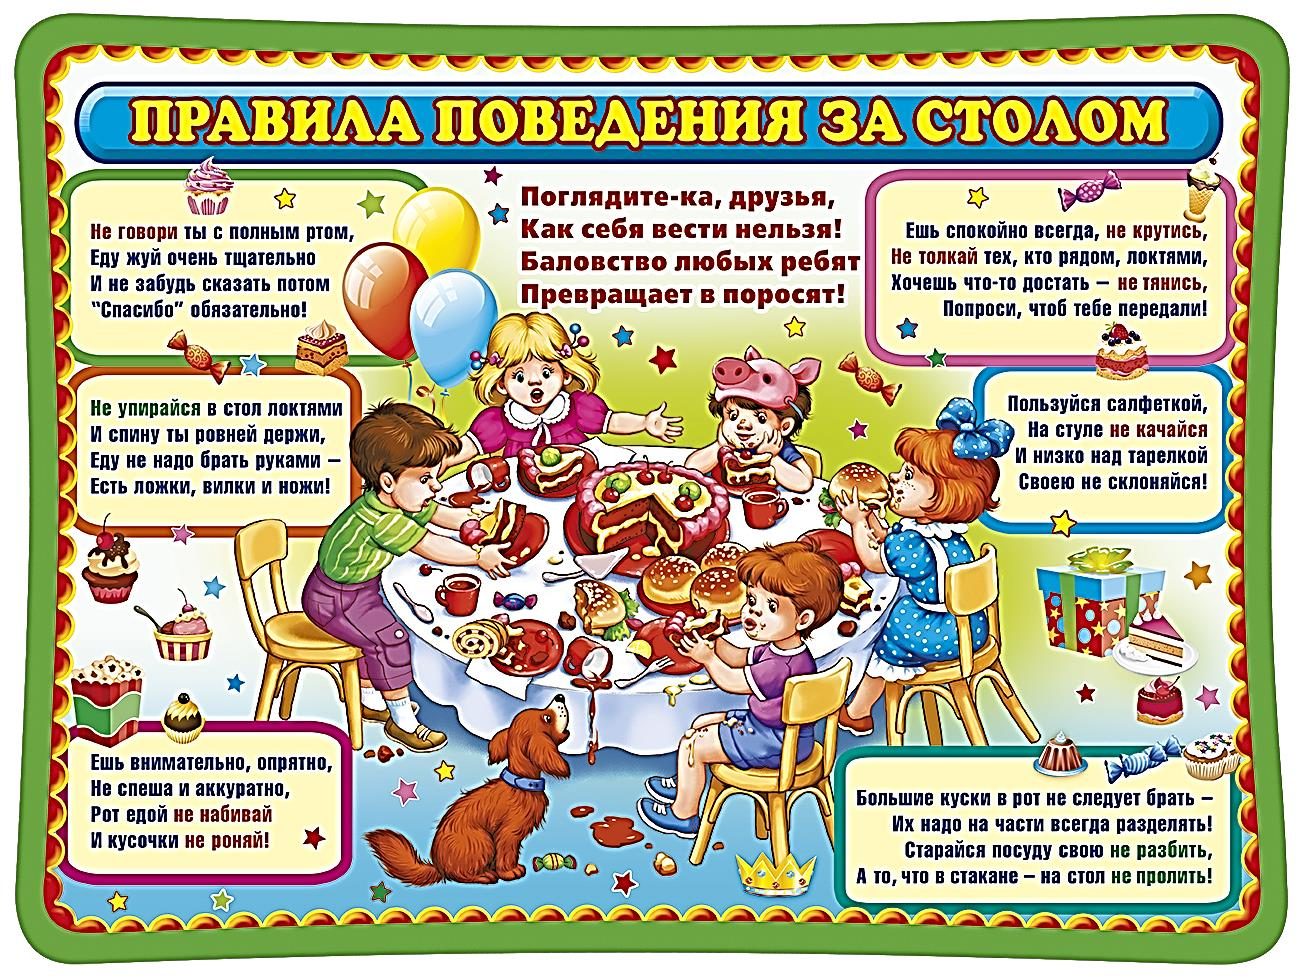 ПРАВИЛА ПОВЕДЕНИЯ ЗА СТОЛОМ
Поглядите-ка, друзья,
Как себя вести нельзя!
Баловство любых ребят
Превращает в поросят!
Не говори ты с полным ртом,
Еду жуй очень тщательно
И не забудь сказать потом
“Спасибо” обязательно!
Ешь спокойно всегда, не крутись,
Не толкай тех, кто рядом, локтями,
Хочешь что-то достать – не тянись,
Попроси, чтоб тебе передали!
Не упирайся в стол локтями
И спину ты ровней держи,
Еду не надо брать руками –
Есть ложки, вилки и ножи!
Пользуйся салфеткой,
На стуле не качайся
И низко над тарелкой
Своею не склоняйся!
Ешь внимательно, опрятно,
Не спеша и аккуратно,
Рот едой не набивай
И кусочки не роняй!
Большие куски в рот не следует брать –
Их надо на части всегда разделять!
Старайся посуду свою не разбить,
А то, что в стакане – на стол не пролить!